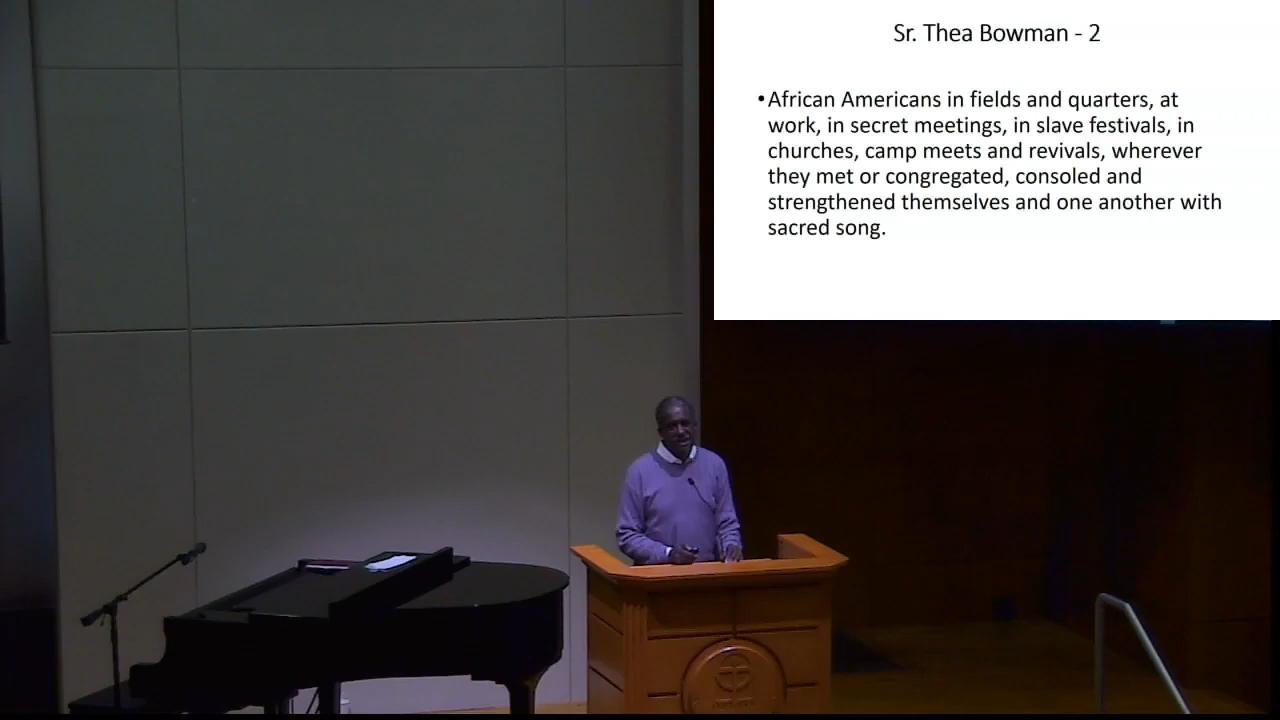 Sr. Thea Bowman - 2
•African Americans in fields and quarters, at
work, in secret meetings, in slave festivals, in
churches, camp meets and revivals, wherever
they met or congregated, consoled and
strengthened themselves and one another with
sacred song.